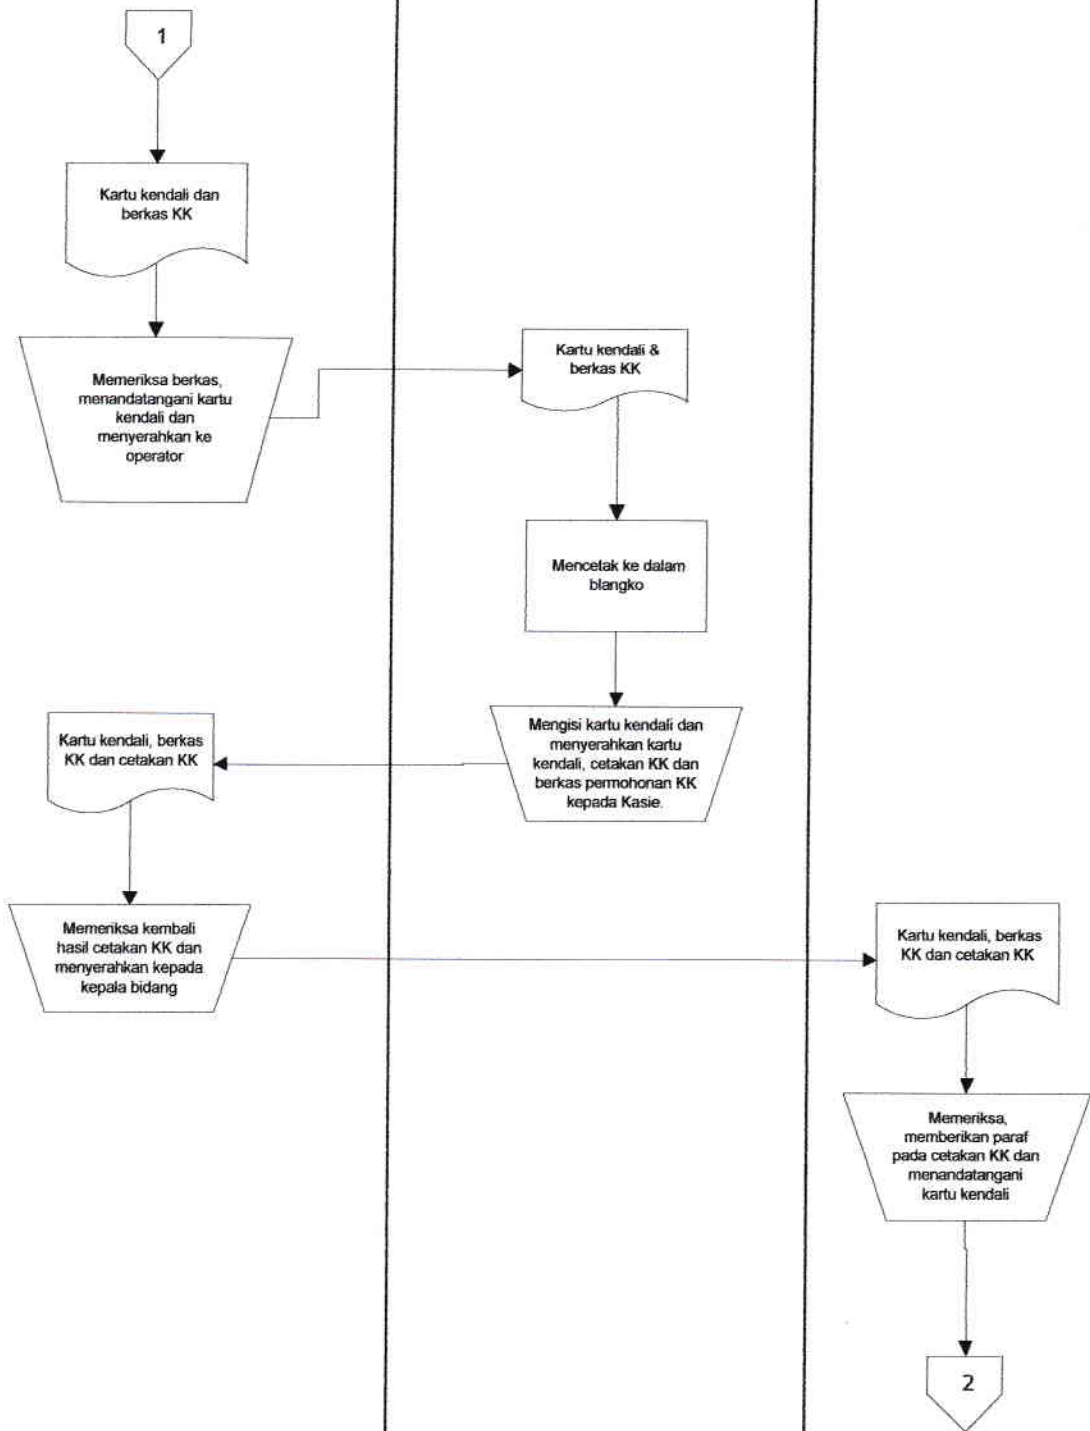 1
Kartu kendali dan
berkas KK
Memeriksa berkas,
menandatangani kartu
kendali dan
menyerahkan ke
operator
Kartu kendali &
berkas KK
Mencetak ke dalam
blangko
Mengisi kartu kendali dan
menyerahkan kartu
kendali, cetakan KK dan
berkas permohonan KK
kepada Kasie.
Kartu kendali, berkas
KK dan cetakan KK
Memeriksa kembali
hasil cetakan KK dan
menyerahkan kepada
kepala bidang
Kartu kendali, berkas
KK dan cetakan KK
Memeriksa,
memberikan paraf
pada cetakan KK dan
menandatangani
kartu kendali
2